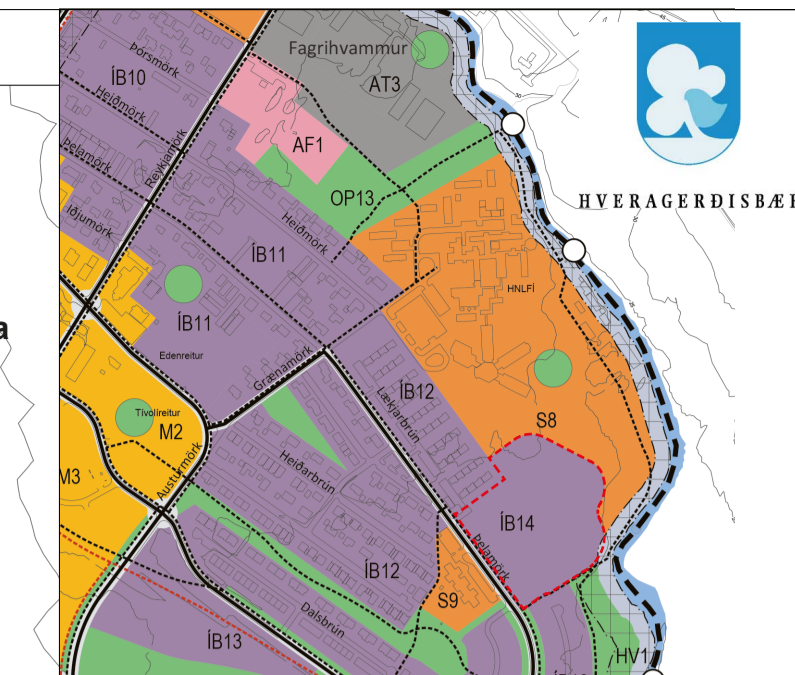 Fagrihvammur
AT3
Þórsmörk
ÍB10
Heiðmörk
Þelamörk
Reykjamörk
AF1
OP13
HVERAGERÐISBÆR
Iðjumörk
Heiðmörk
ÍB11
HNLFÍ
ÍB11
a
Edenreitur
Grænamörk
Lækjarbrún
ÍB12
Tívolíreitur
M2
S8
Austurmörk
Heiðarbrún
M3
ÍB14
Þelamörk
ÍB12
S9
Dalsbrún
ÍB13
HV1